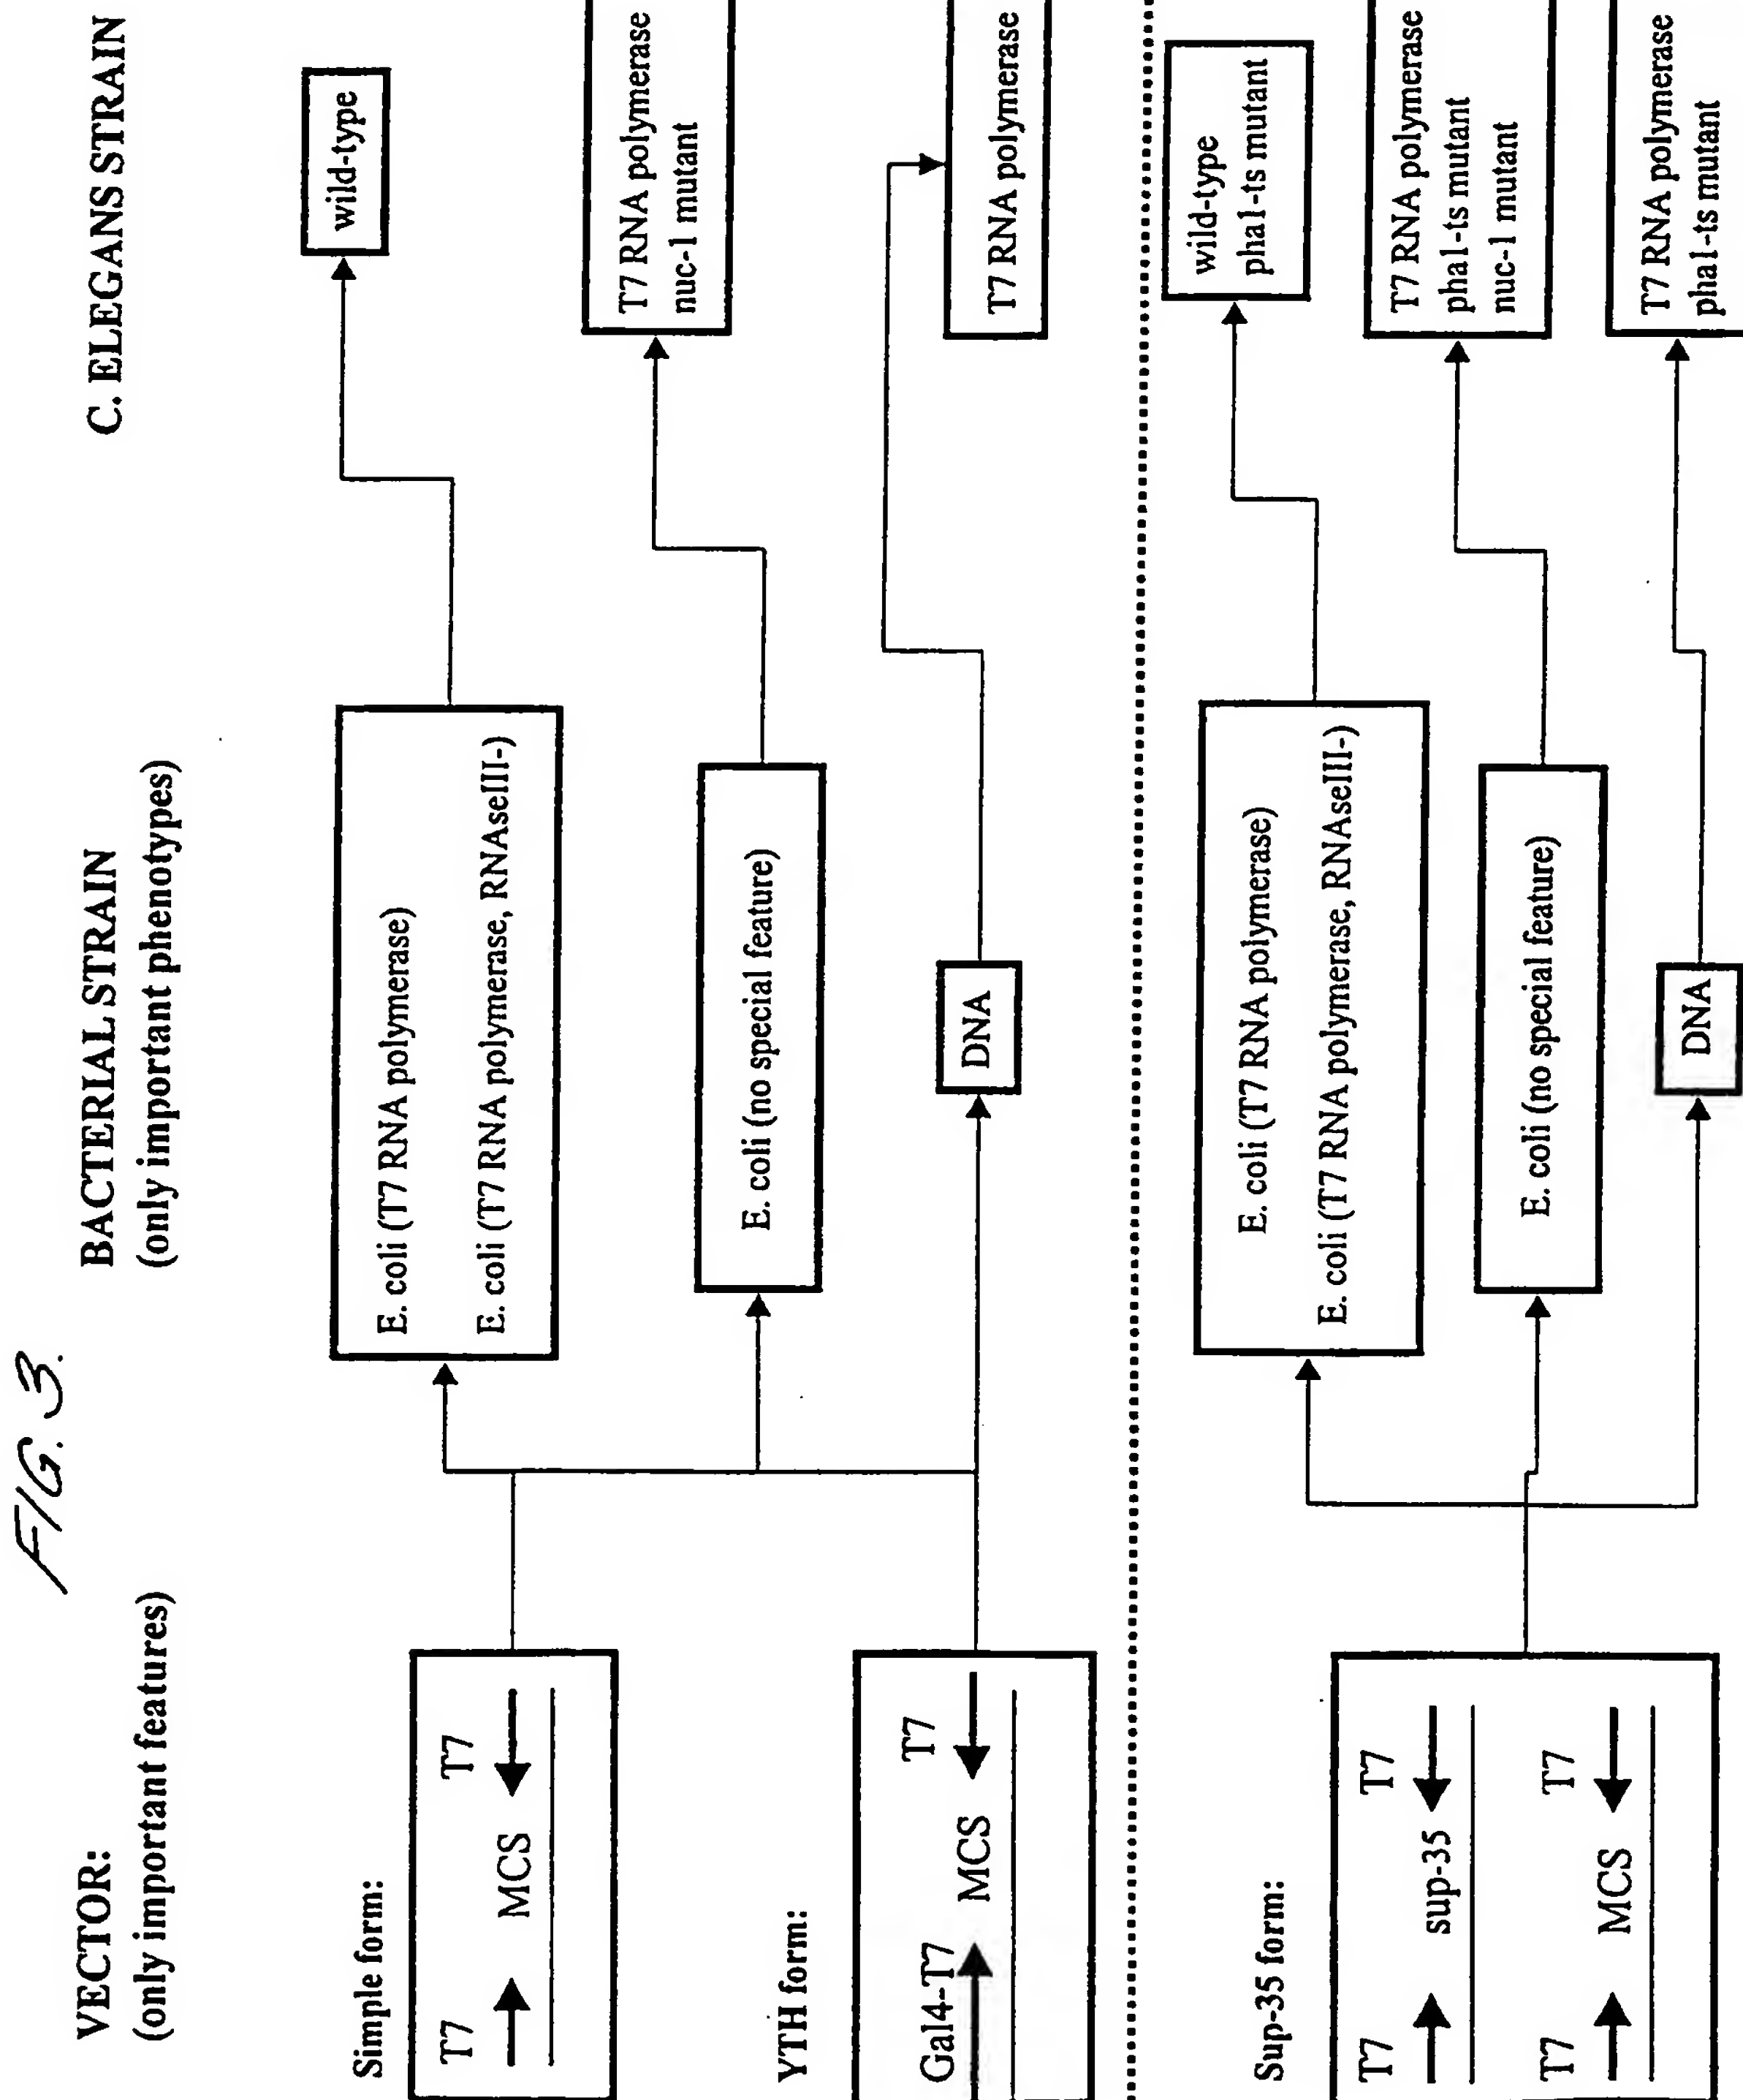 FIG. 3.
VECTOR:
(only important features)
BACTERIAL STRAIN
(only important phenotypes)
C. ELEGANS STRAIN
Simple form:
T7 T7
MCS
E. coli (T7 RNA polymerase)
E. coli (T7 RNA polymerase, RNAseIII-)
wild-type
E. coli (no special feature)
T7 RNA polymerase
nuc-1 mutant
YTH form:
Gal4-T7 T7
MCS
DNA
T7 RNA polymerase
Sup-35 form:
T7 T7
sup-35
T7 T7
MCS
E. coli (T7 RNA polymerase)
E. coli (T7 RNA polymerase, RNAseIII-)
wild-type
pha1-ts mutant
E. coli (no special feature)
T7 RNA polymerase
pha1-ts mutant
nuc-1 mutant
DNA
T7 RNA polymerase
pha1-ts mutant